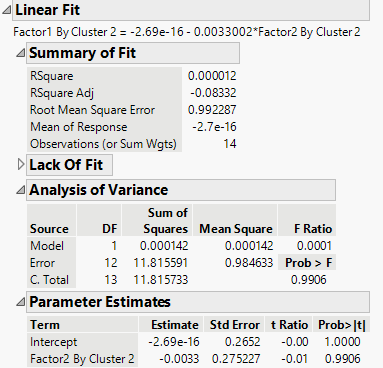 Linear Fit
Factor1 By Cluster 2 = -2.69e-16 - 0.0033002*Factor2 By Cluster 2
Summary of Fit
RSquare 0.000012
RSquare Adj -0.08332
Root Mean Square Error 0.992287
Mean of Response -2.7e-16
Observations (or Sum Wgts) 14
Lack Of Fit
Analysis of Variance
Sum of
Source DF Squares Mean Square F Ratio
Model 1 0.000142 0.000142 0.0001
Error 12 11.815591 0.984633 Prob > F
C. Total 13 11.815733 0.9906
Parameter Estimates
Term Estimate Std Error t Ratio Prob>|t|
Intercept -2.69e-16 0.2652 -0.00 1.0000
Factor2 By Cluster 2 -0.0033 0.275227 -0.01 0.9906